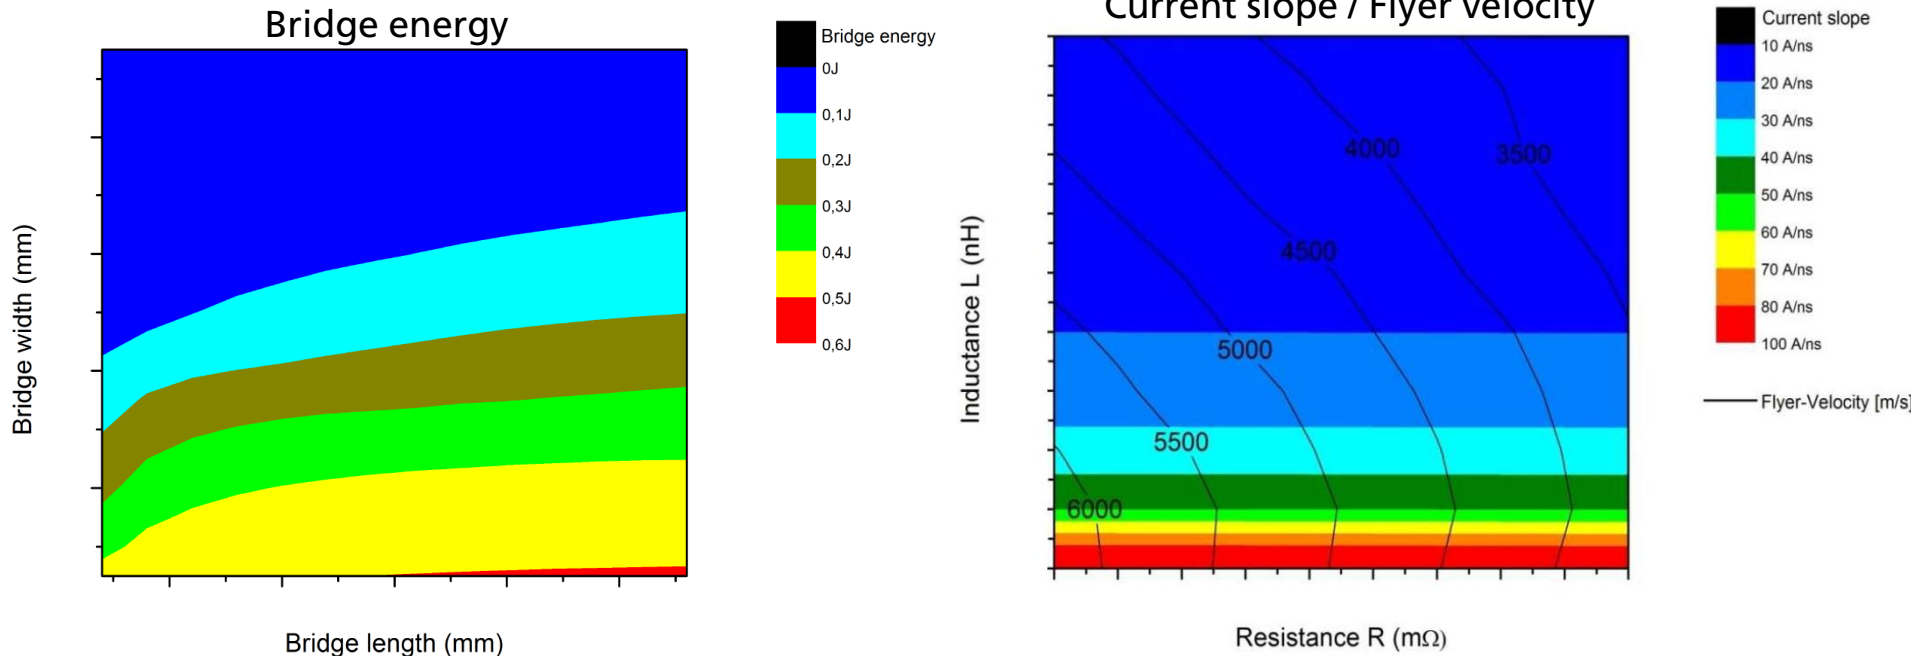 Bridge energy
Bridge energy
0J
0,1J
0,2J
0,3J
0,4J
0,5J
0,6J
Bridge width (mm)
Bridge length (mm)
Current slope / Flyer velocity
Current slope
10 A/ns
20 A/ns
30 A/ns
40 A/ns
50 A/ns
60 A/ns
70 A/ns
80 A/ns
100 A/ns
Flyer-Velocity [m/s]
4000
3500
4500
5000
5500
6000
Inductance L (nH)
Resistance R (mΩ)